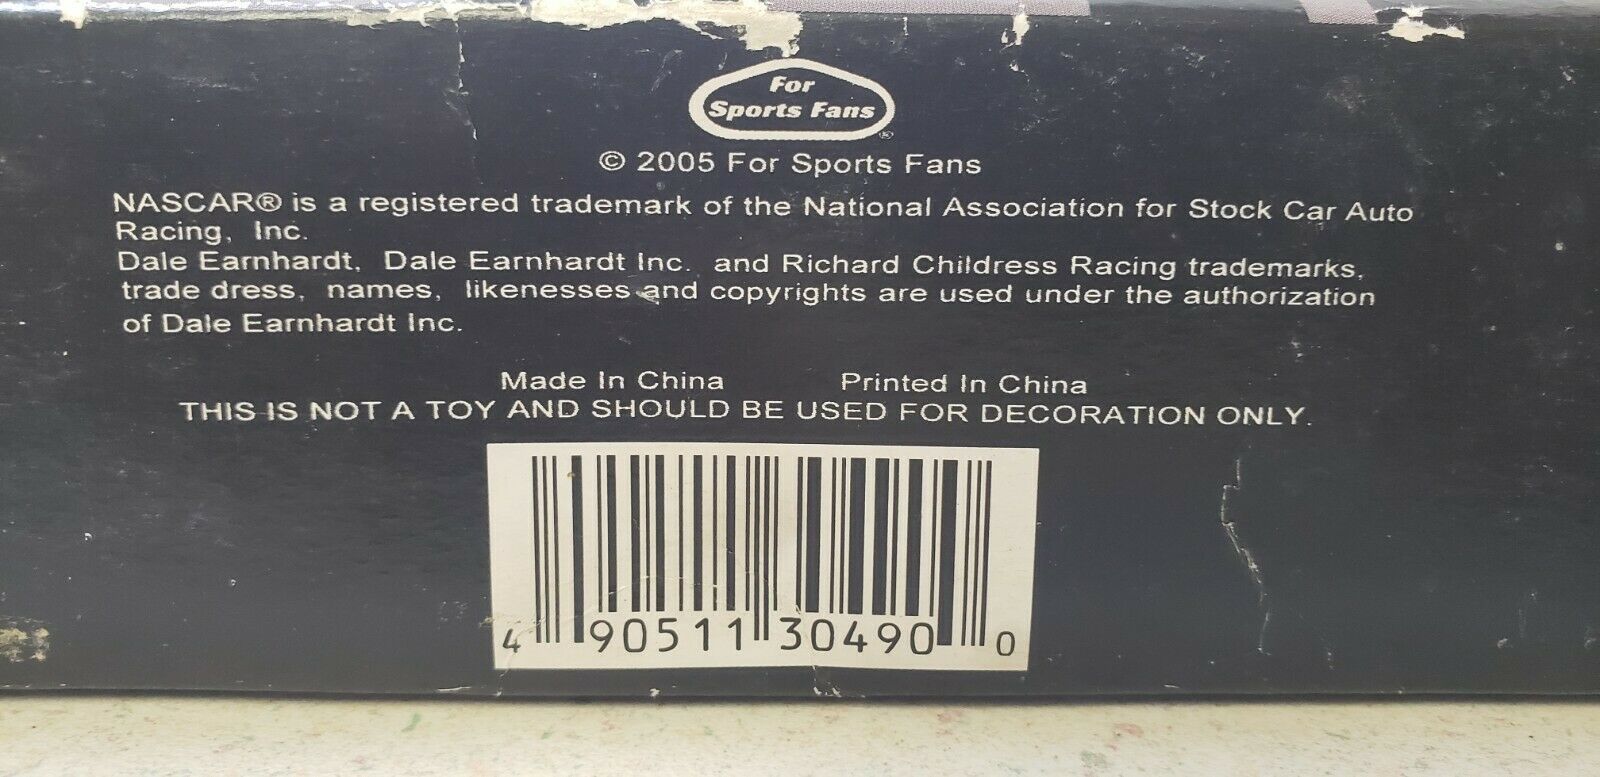 For
Sports Fans
®
© 2005 For Sports Fans
NASCAR® is a registered trademark of the National Association for Stock Car Auto
Racing, Inc.
Dale Earnhardt, Dale Earnhardt Inc. and Richard Childress Racing trademarks,
trade dress, names, likenesses and copyrights are used under the authorization
of Dale Earnhardt Inc.
Made In China Printed In China
THIS IS NOT A TOY AND SHOULD BE USED FOR DECORATION ONLY.
4 90511 30490 0